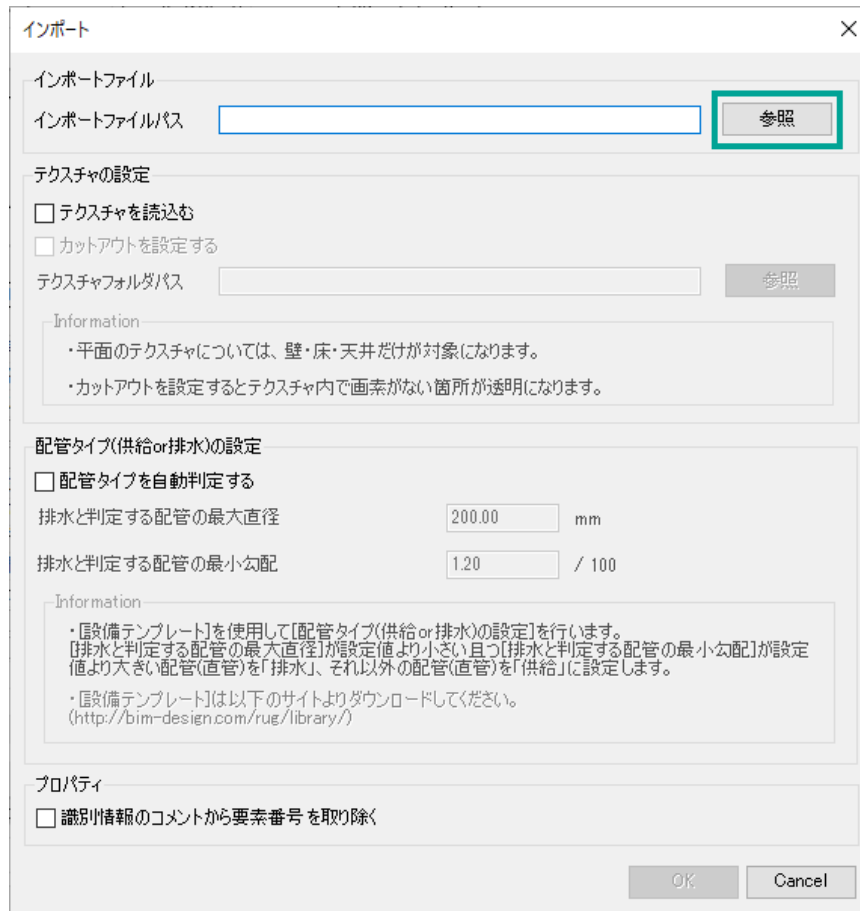 インポート
インポートファイル
インポートファイルパス 参照
テクスチャの設定
テクスチャを読込む
カットアウトを設定する
テクスチャフォルダパス 参照
Information
・平面のテクスチャについては、壁・床・天井だけが対象になります。
・カットアウトを設定するとテクスチャ内で画素がない箇所が透明になります。
配管タイプ(供給or排水)の設定
配管タイプを自動判定する
排水と判定する配管の最大直径 200.00 mm
排水と判定する配管の最小勾配 1.20 / 100
Information
・[設備テンプレート]を使用して[配管タイプ(供給or排水)の設定]を行います。
[排水と判定する配管の最大直径]が設定値より小さい且つ[排水と判定する配管の最小勾配]が設定
値より大きい配管(直管)を「排水」、それ以外の配管(直管)を「供給」に設定します。
・[設備テンプレート]は以下のサイトよりダウンロードしてください。
(http://bim-design.com/rug/library/)
プロパティ
識別情報のコメントから要素番号を取り除く
OK Cancel